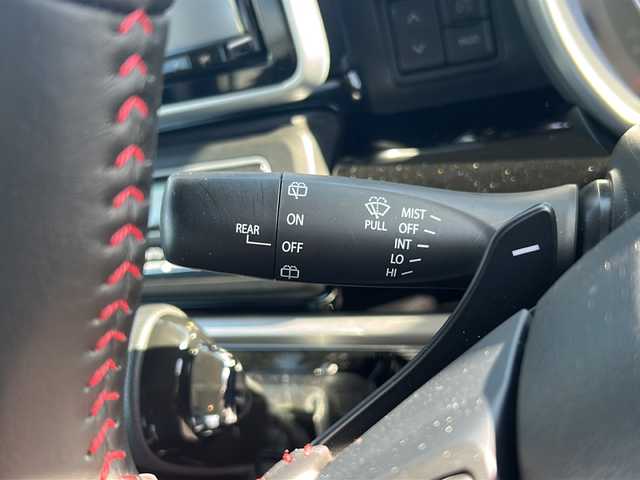 REAR
ON
OFF
PULL
MIST
OFF
INT
LO
HI